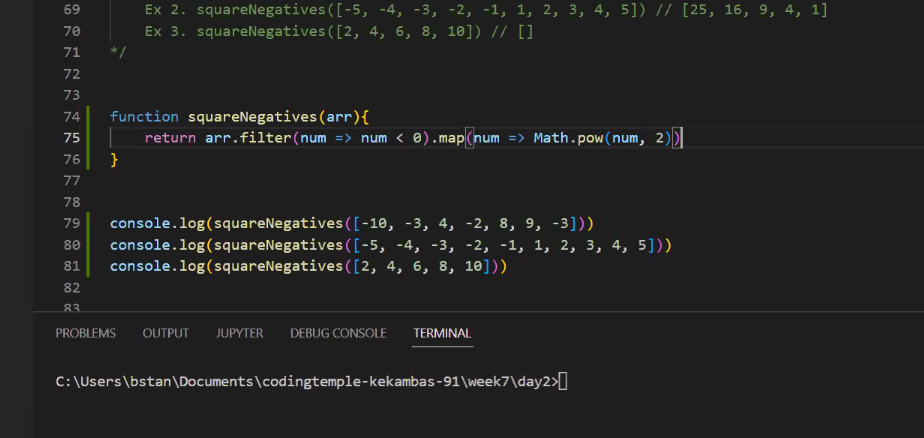 69 Ex 2. squareNegatives([-5, -4, -3, -2, -1, 1, 2, 3, 4, 5]) // [25, 16, 9, 4, 1]
70 Ex 3. squareNegatives([2, 4, 6, 8, 10]) // []
71 */
72
73
74 function squareNegatives(arr){
75 return arr.filter(num => num < 0).map(num => Math.pow(num, 2))
76 }
77
78
79 console.log(squareNegatives([-10, -3, 4, -2, 8, 9, -3]))
80 console.log(squareNegatives([-5, -4, -3, -2, -1, 1, 2, 3, 4, 5]))
81 console.log(squareNegatives([2, 4, 6, 8, 10]))
82
83
PROBLEMS OUTPUT JUPYTER DEBUG CONSOLE TERMINAL
C:\Users\bstan\Documents\codingtemple-kekambas-91\week7\day2>